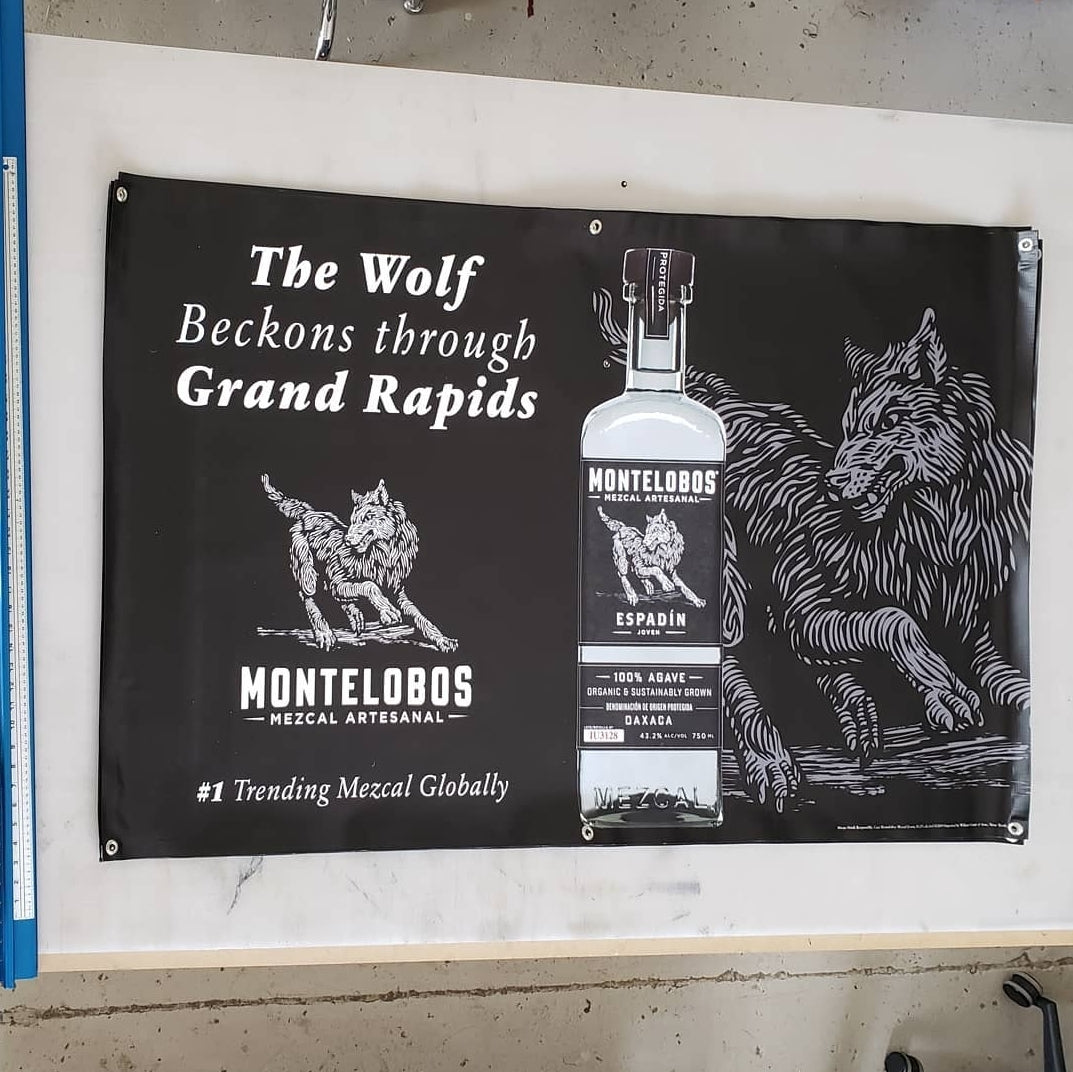 The Wolf
Beckons through
Grand Rapids
MONTELOBOS
MEZCAL ARTESANAL
#1 Trending Mezcal Globally
PROTEGIDA
MONTELOBOS
MEZCAL ARTESANAL
ESPADÍN
JOVEN
100% AGAVE
ORGANIC & SUSTAINABLY GROWN
DENOMINACIÓN DE ORIGEN PROTEGIDA
OAXACA
IU3128 43.2% ALC/VOL 750 ML
MEZCAL